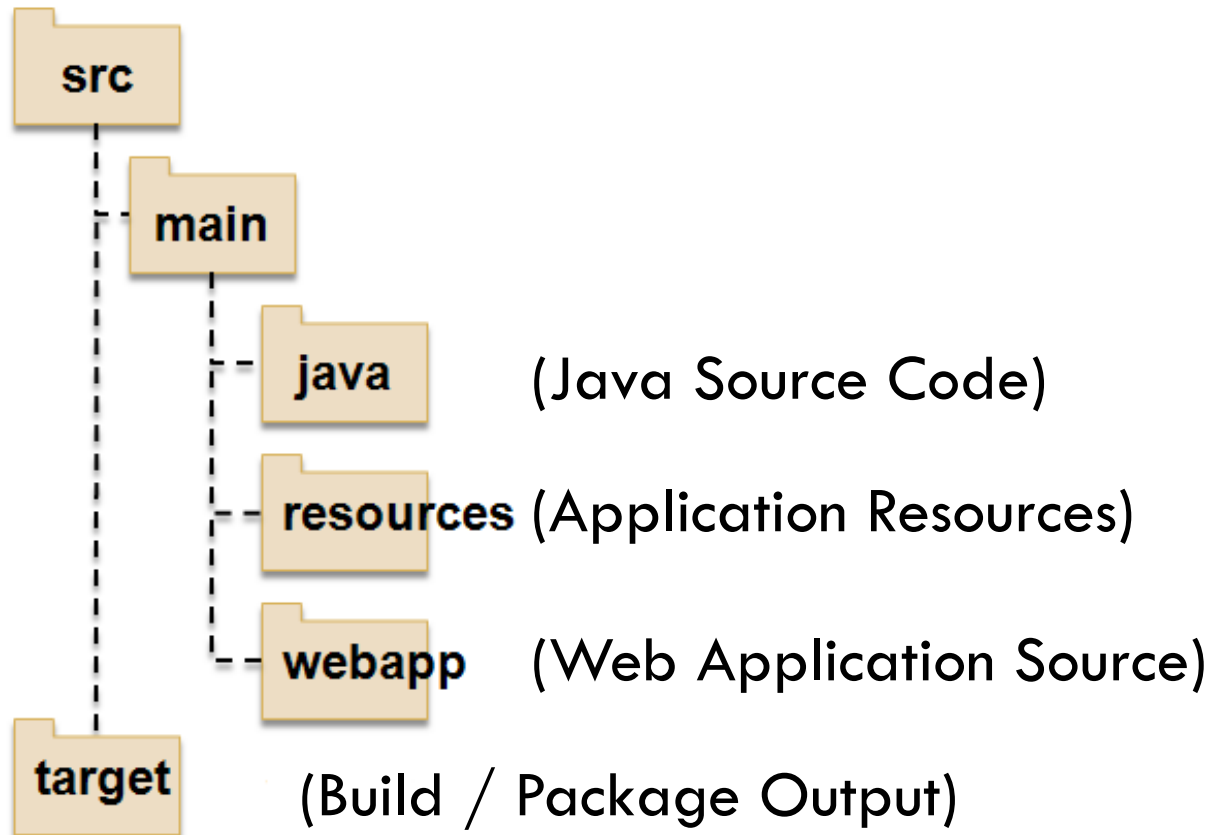 src
main
java (Java Source Code)
resources (Application Resources)
webapp (Web Application Source)
target (Build / Package Output)